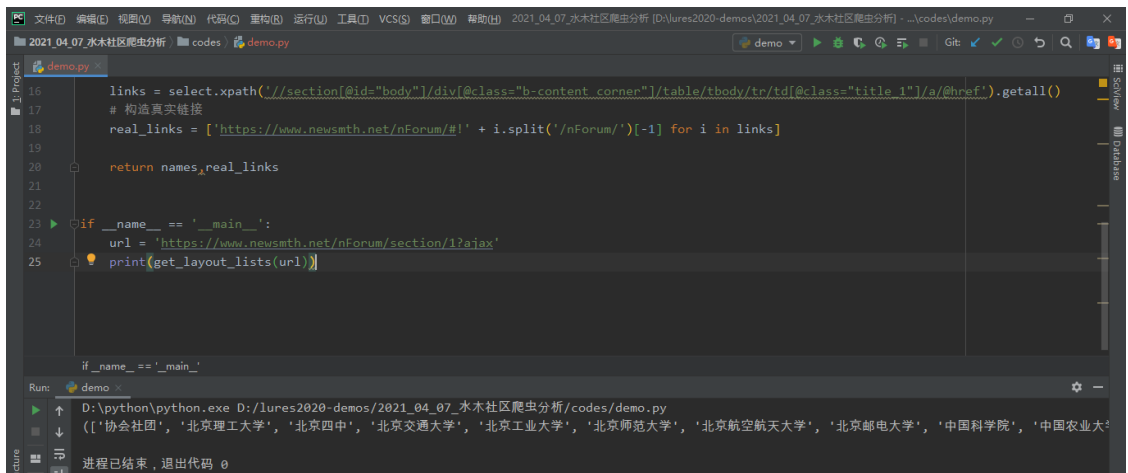 PC 文件(F) 编辑(E) 视图(V) 导航(N) 代码(C) 重构(R) 运行(U) 工具(T) VCS(S) 窗口(W) 帮助(H) 2021_04_07_水木社区爬虫分析 [D:\lures2020-demos\2021_04_07_水木社区爬虫分析] - ...\codes\demo.py
2021_04_07_水木社区爬虫分析 codes demo.py demo Git:
demo.py
1: Project
SciView
Database
16 links = select.xpath('//section[@id="body"]/div[@class="b-content corner"]/table/tbody/tr/td[@class="title_1"]/a/@href').getall()
17 # 构造真实链接
18 real_links = ['https://www.newsmth.net/nForum/#!' + i.split('/nForum/')[-1] for i in links]
19
20 return names,real_links
21
22
23 if __name__ == '__main__':
24 url = 'https://www.newsmth.net/nForum/section/1?ajax'
25 print(get_layout_lists(url))
if __name__ == '__main__'
Run: demo
D:\python\python.exe D:/lures2020-demos/2021_04_07_水木社区爬虫分析/codes/demo.py
(['协会社团', '北京理工大学', '北京四中', '北京交通大学', '北京工业大学', '北京师范大学', '北京航空航天大学', '北京邮电大学', '中国科学院', '中国农业大学
进程已结束，退出代码 0